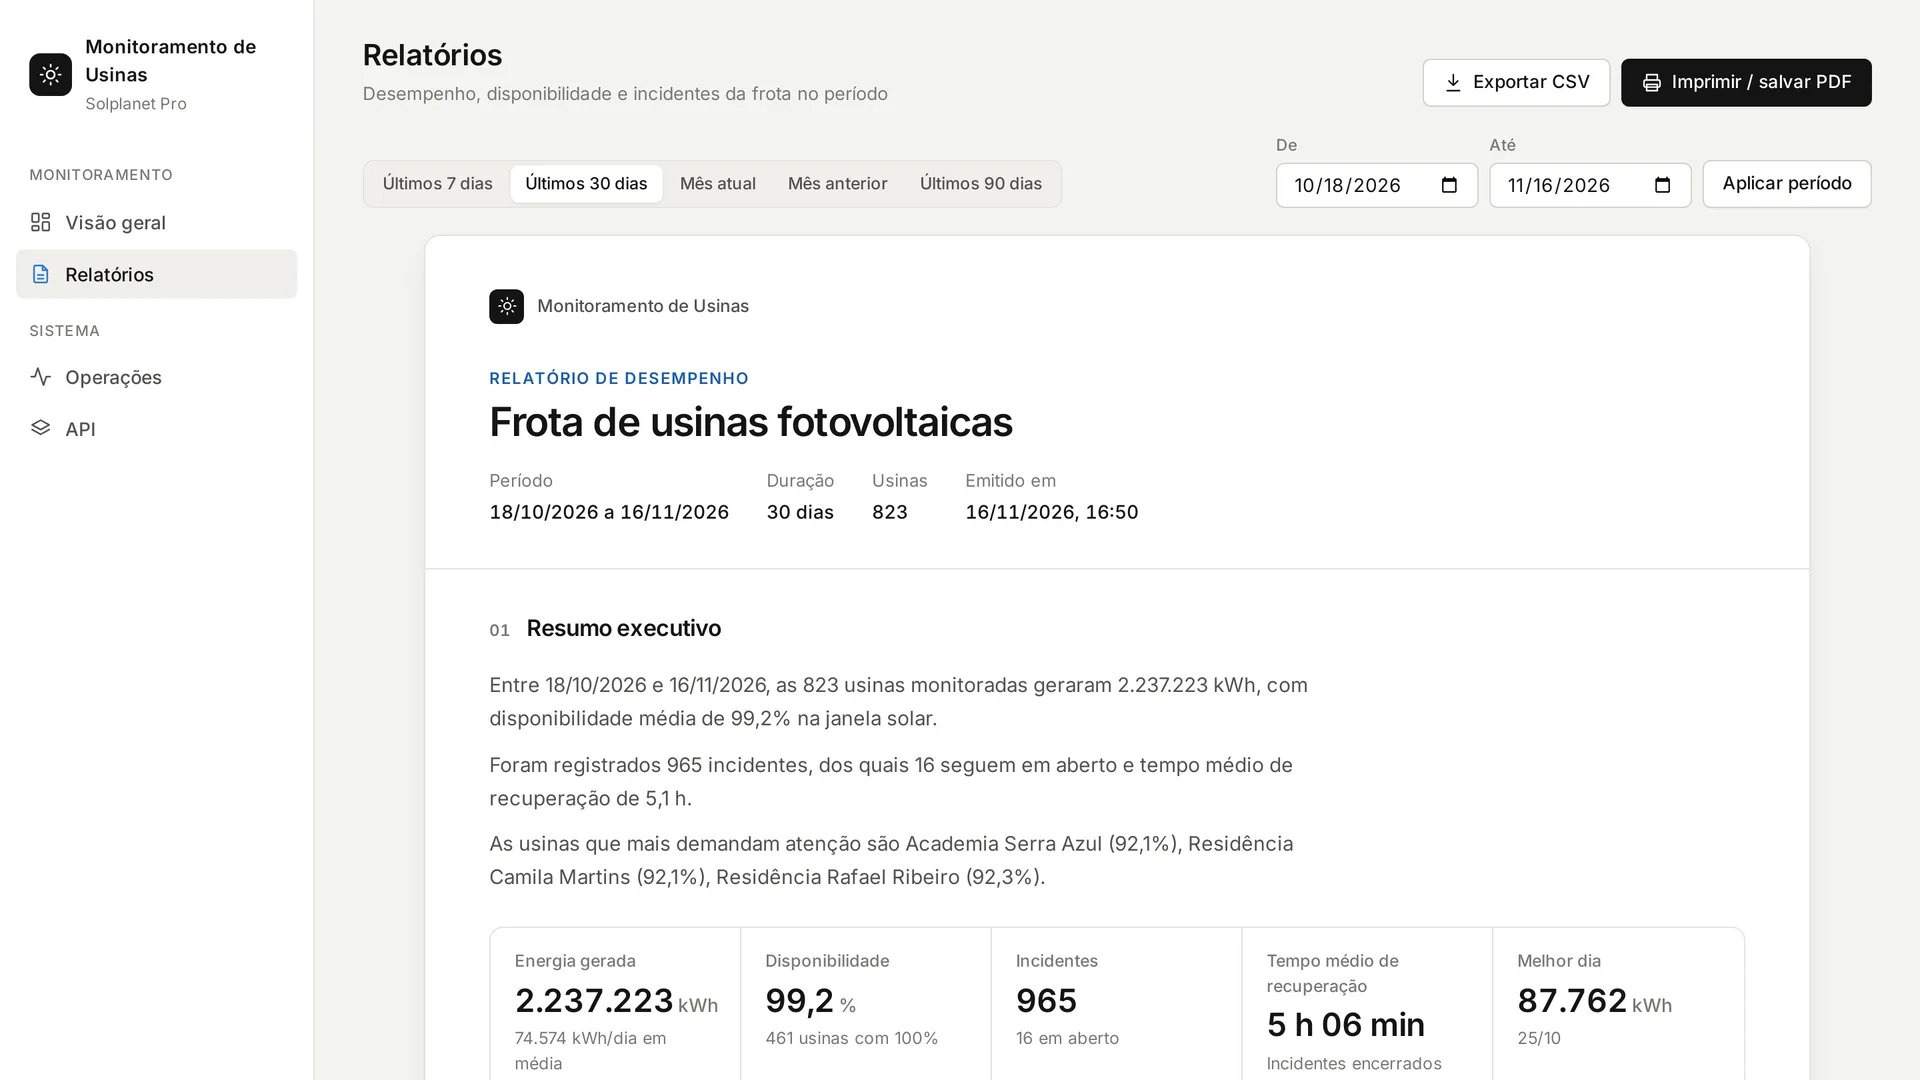 Monitoramento de
Usinas
Solplanet Pro
MONITORAMENTO
Visão geral
Relatórios
SISTEMA
Operações
API
Relatórios
Desempenho, disponibilidade e incidentes da frota no período
Exportar CSV
Imprimir / salvar PDF
Últimos 7 dias
Últimos 30 dias
Mês atual
Mês anterior
Últimos 90 dias
De
10/18/2026
Até
11/16/2026
Aplicar período
Monitoramento de Usinas
RELATÓRIO DE DESEMPENHO
Frota de usinas fotovoltaicas
Período
18/10/2026 a 16/11/2026
Duração
30 dias
Usinas
823
Emitido em
16/11/2026, 16:50
01 Resumo executivo
Entre 18/10/2026 e 16/11/2026, as 823 usinas monitoradas geraram 2.237.223 kWh, com
disponibilidade média de 99,2% na janela solar.
Foram registrados 965 incidentes, dos quais 16 seguem em aberto e tempo médio de
recuperação de 5,1 h.
As usinas que mais demandam atenção são Academia Serra Azul (92,1%), Residência
Camila Martins (92,1%), Residência Rafael Ribeiro (92,3%).
Energia gerada
2.237.223 kWh
74.574 kWh/dia em
média
Disponibilidade
99,2 %
461 usinas com 100%
Incidentes
965
16 em aberto
Tempo médio de
recuperação
5 h 06 min
Incidentes encerrados
Melhor dia
87.762 kWh
25/10